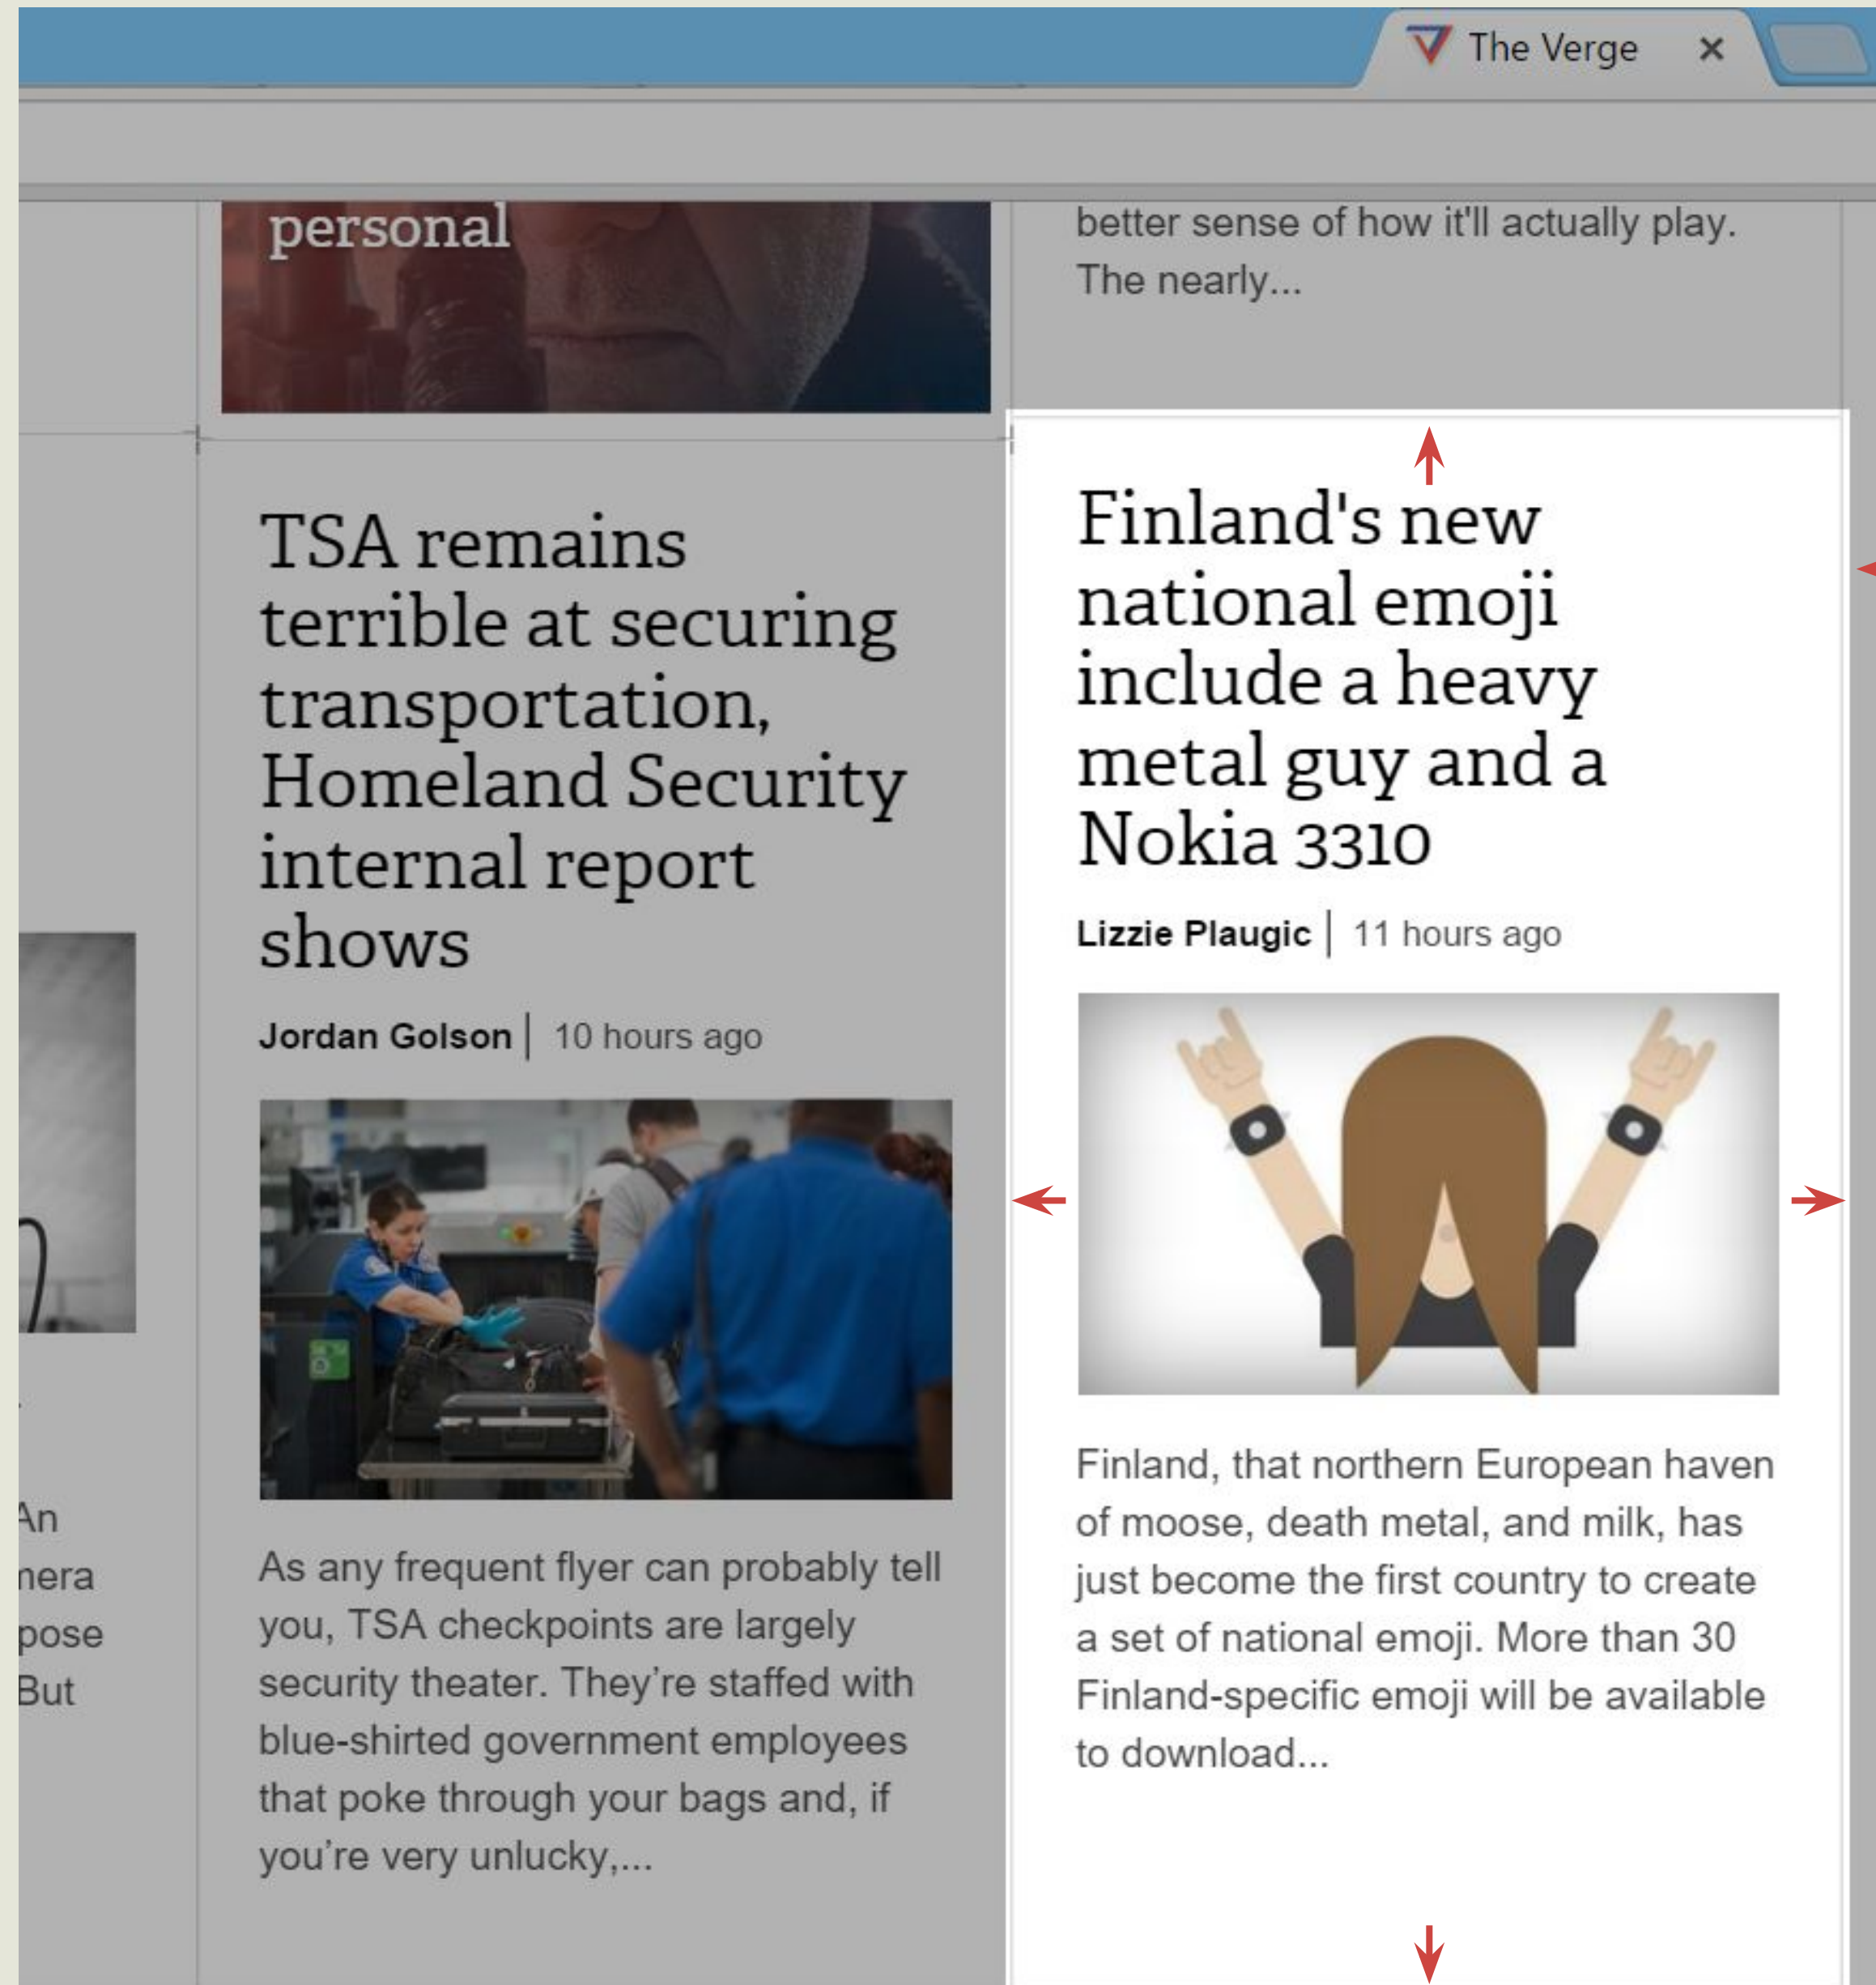 The Verge
personal
better sense of how it'll actually play.
The nearly...
An
pose
But
TSA remains
terrible at securing
transportation,
Homeland Security
internal report
shows
Jordan Golson | 10 hours ago
As any frequent flyer can probably tell
you, TSA checkpoints are largely
security theater. They’re staffed with
blue-shirted government employees
that poke through your bags and, if
you’re very unlucky,...
Finland's new
national emoji
include a heavy
metal guy and a
Nokia 3310
Lizzie Plaugic | 11 hours ago
Finland, that northern European haven
of moose, death metal, and milk, has
just become the first country to create
a set of national emoji. More than 30
Finland-specific emoji will be available
to download...